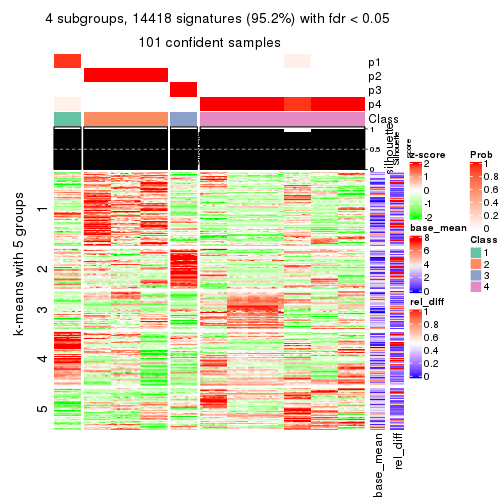 4 subgroups, 14418 signatures (95.2%) with fdr < 0.05
101 confident samples
p1
p2
p3
p4
Class
1
0.5
0
silhouette
Silhouette
score
k-means with 5 groups
1
2
3
4
5
base_mean
rel_diff
z-score
2
1
0
-1
-2
base_mean
8
6
4
2
0
rel_diff
1
0.8
0.6
0.4
0.2
0
Prob
1
0.8
0.6
0.4
0.2
0
Class
1
2
3
4